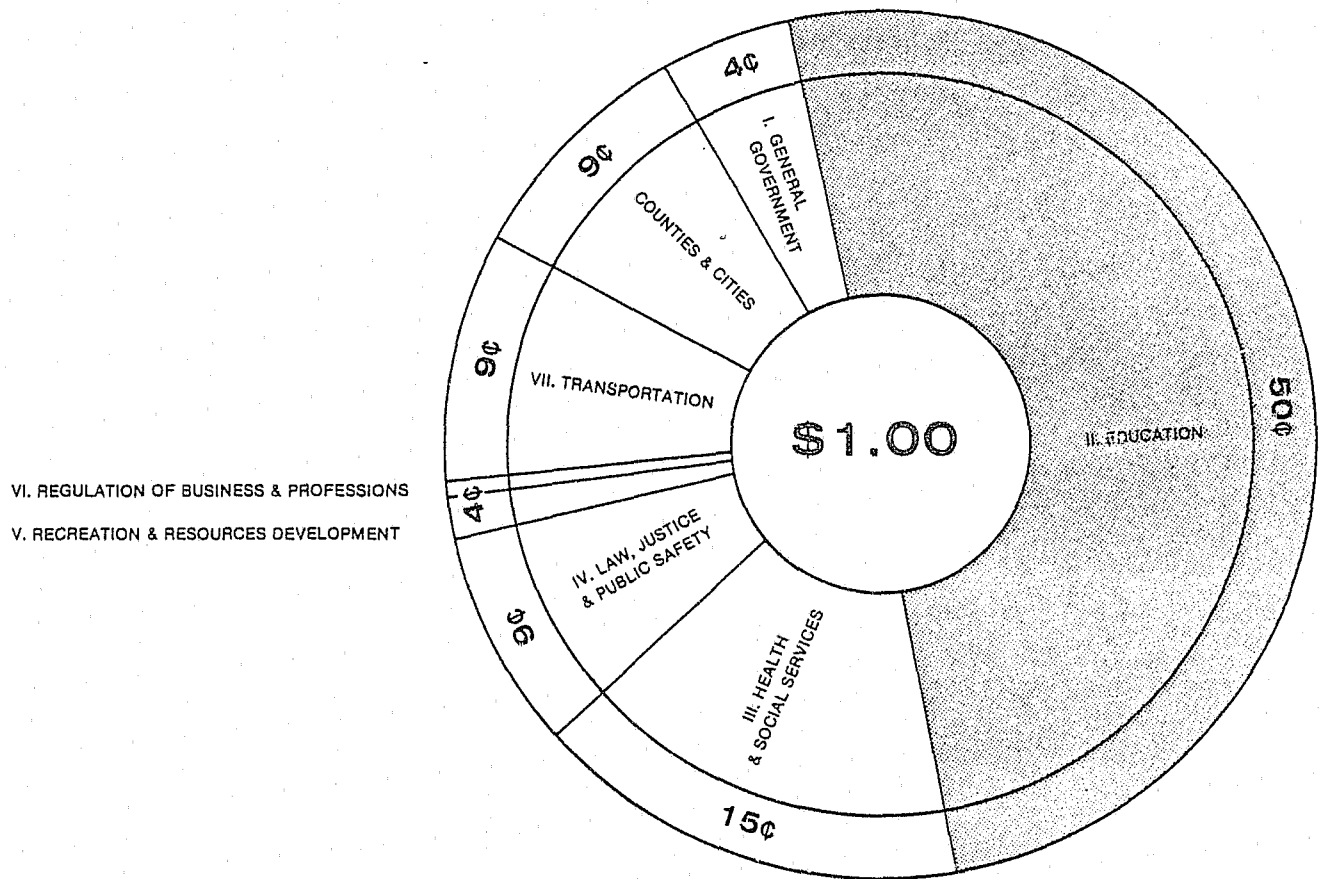 4¢
I. GENERAL
GOVERNMENT
9¢
COUNTIES & CITIES
9¢
VII. TRANSPORTATION
$1.00
II. EDUCATION
50¢
VI. REGULATION OF BUSINESS & PROFESSIONS
4¢
V. RECREATION & RESOURCES DEVELOPMENT
IV. LAW, JUSTICE
& PUBLIC SAFETY
9¢
III. HEALTH
& SOCIAL SERVICES
15¢